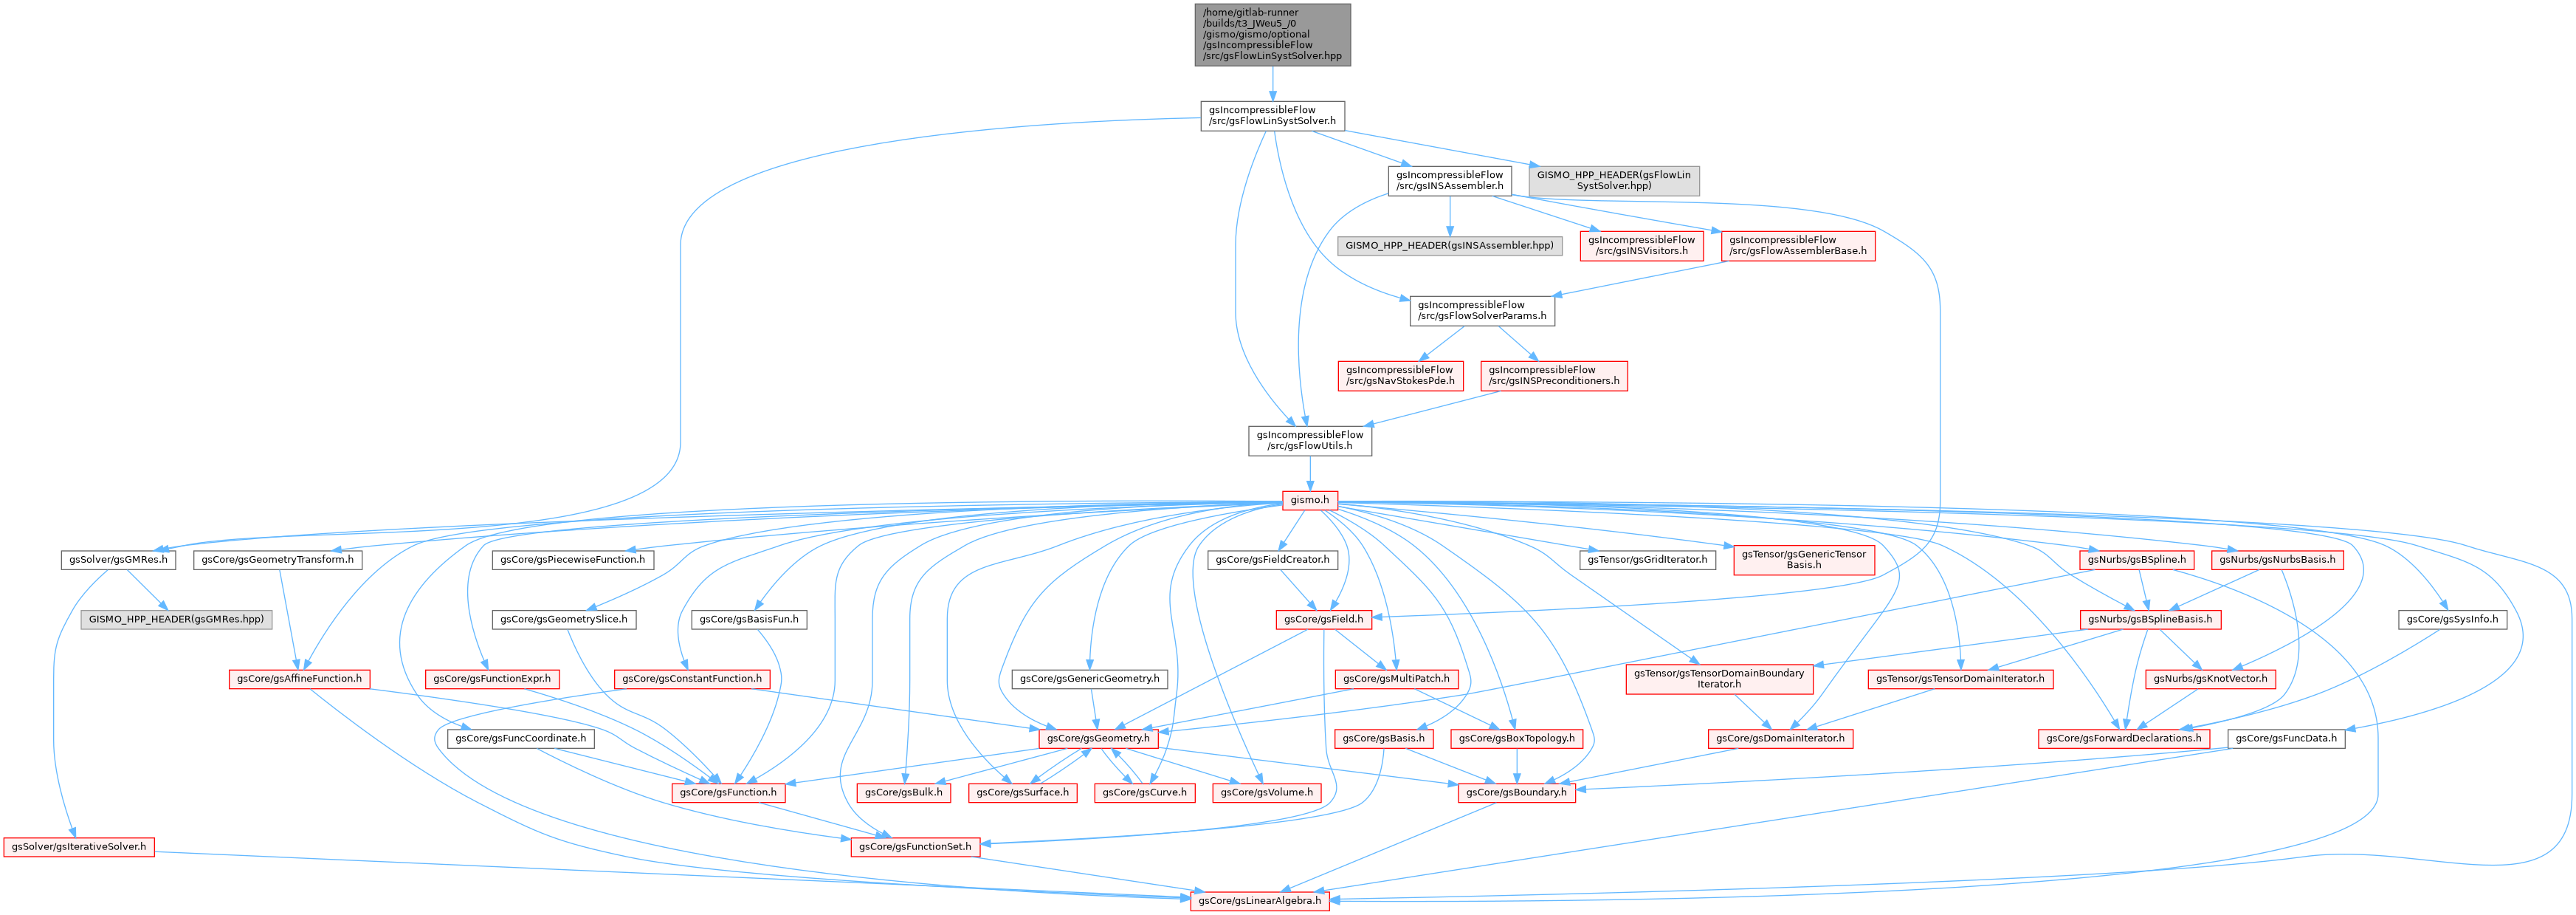 /home/gitlab-runner
/builds/t3_JWeu5_/0
/gismo/gismo/optional
/gsIncompressibleFlow
/src/gsFlowLinSystSolver.hpp
gsIncompressibleFlow
/src/gsFlowLinSystSolver.h
gsIncompressibleFlow
/src/gsINSAssembler.h
GISMO_HPP_HEADER(gsFlowLin
SystSolver.hpp)
GISMO_HPP_HEADER(gsINSAssembler.hpp)
gsIncompressibleFlow
/src/gsINSVisitors.h
gsIncompressibleFlow
/src/gsFlowAssemblerBase.h
gsIncompressibleFlow
/src/gsFlowSolverParams.h
gsIncompressibleFlow
/src/gsNavStokesPde.h
gsIncompressibleFlow
/src/gsINSPreconditioners.h
gsIncompressibleFlow
/src/gsFlowUtils.h
gismo.h
gsSolver/gsGMRes.h
gsCore/gsGeometryTransform.h
gsCore/gsPiecewiseFunction.h
gsCore/gsFieldCreator.h
gsTensor/gsGridIterator.h
gsTensor/gsGenericTensor
Basis.h
gsNurbs/gsBSpline.h
gsNurbs/gsNurbsBasis.h
GISMO_HPP_HEADER(gsGMRes.hpp)
gsCore/gsGeometrySlice.h
gsCore/gsBasisFun.h
gsCore/gsField.h
gsNurbs/gsBSplineBasis.h
gsCore/gsSysInfo.h
gsCore/gsAffineFunction.h
gsCore/gsFunctionExpr.h
gsCore/gsConstantFunction.h
gsCore/gsGenericGeometry.h
gsCore/gsMultiPatch.h
gsTensor/gsTensorDomainBoundary
Iterator.h
gsTensor/gsTensorDomainIterator.h
gsNurbs/gsKnotVector.h
gsCore/gsFuncCoordinate.h
gsCore/gsGeometry.h
gsCore/gsBasis.h
gsCore/gsBoxTopology.h
gsCore/gsDomainIterator.h
gsCore/gsForwardDeclarations.h
gsCore/gsFuncData.h
gsCore/gsFunction.h
gsCore/gsBulk.h
gsCore/gsSurface.h
gsCore/gsCurve.h
gsCore/gsVolume.h
gsCore/gsBoundary.h
gsSolver/gsIterativeSolver.h
gsCore/gsFunctionSet.h
gsCore/gsLinearAlgebra.h